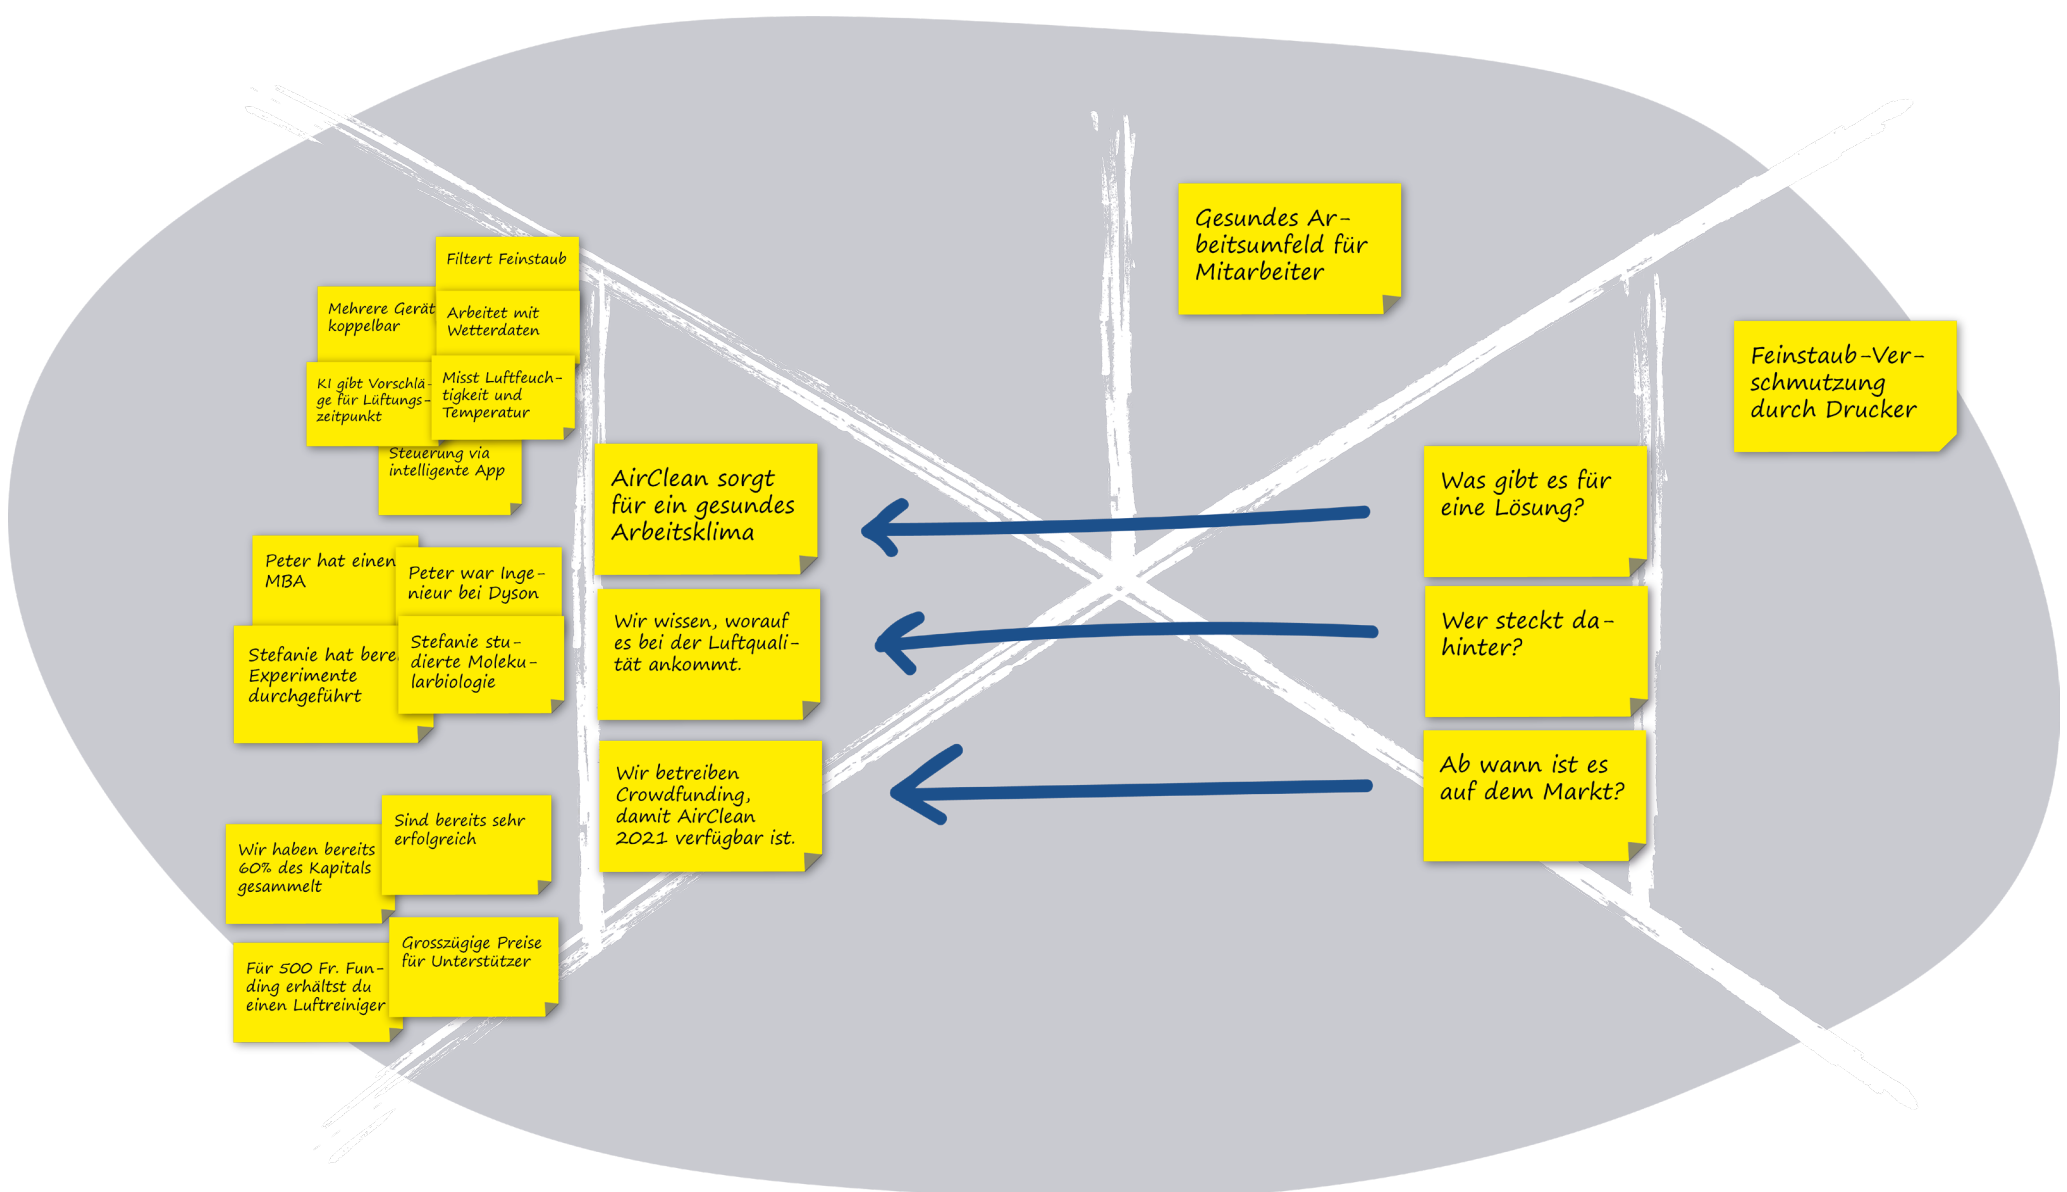 Filtert Feinstaub
Mehrere Gerät
koppelbar
Arbeitet mit
Wetterdaten
KI gibt Vorschlä-
ge für Lüftungs-
zeitpunkt
Misst Luftfeuch-
tigkeit und
Temperatur
Steuerung via
intelligente App
Peter hat einen
MBA
Peter war Inge-
nieur bei Dyson
Stefanie hat bere
Experimente
durchgeführt
Stefanie stu-
dierte Moleku-
larbiologie
Sind bereits sehr
erfolgreich
Wir haben bereits
60% des Kapitals
gesammelt
Grosszügige Preise
für Unterstützer
Für 500 Fr. Fun-
ding erhältst du
einen Luftreiniger
AirClean sorgt
für ein gesundes
Arbeitsklima
Wir wissen, worauf
es bei der Luftquali-
tät ankommt.
Wir betreiben
Crowdfunding,
damit AirClean
2021 verfügbar ist.
Gesundes Ar-
beitsumfeld für
Mitarbeiter
Was gibt es für
eine Lösung?
Wer steckt da-
hinter?
Ab wann ist es
auf dem Markt?
Feinstaub-Ver-
schmutzung
durch Drucker